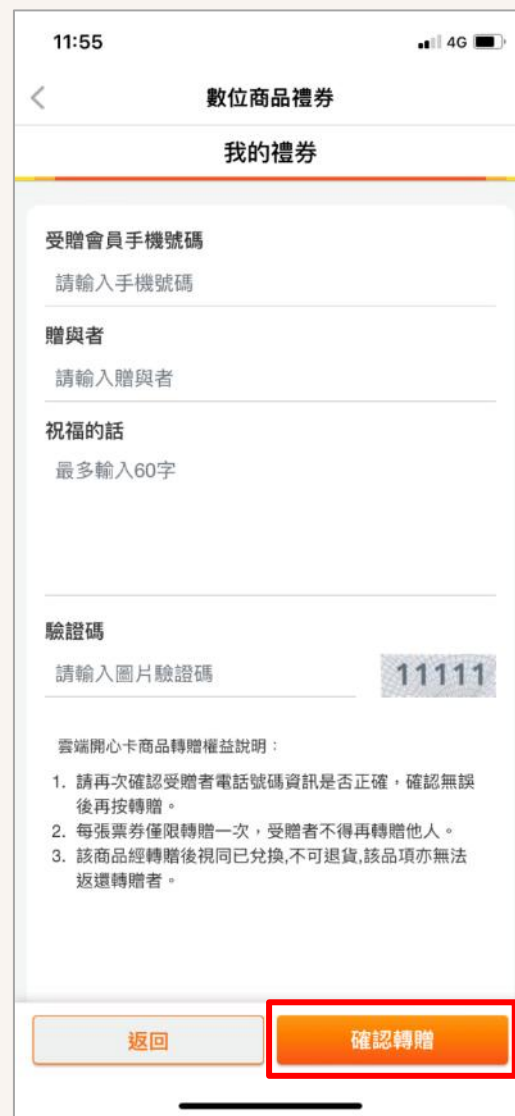 11:55 4G
數位商品禮券
我的禮券
受贈會員手機號碼
請輸入手機號碼
贈與者
請輸入贈與者
祝福的話
最多輸入60字
驗證碼
請輸入圖片驗證碼 11111
雲端開心卡商品轉贈權益說明：
1. 請再次確認受贈者電話號碼資訊是否正確，確認無誤
後再按轉贈。
2. 每張票券僅限轉贈一次，受贈者不得再轉贈他人。
3. 該商品經轉贈後視同已兌換,不可退貨,該品項亦無法
返還轉贈者。
返回 確認轉贈